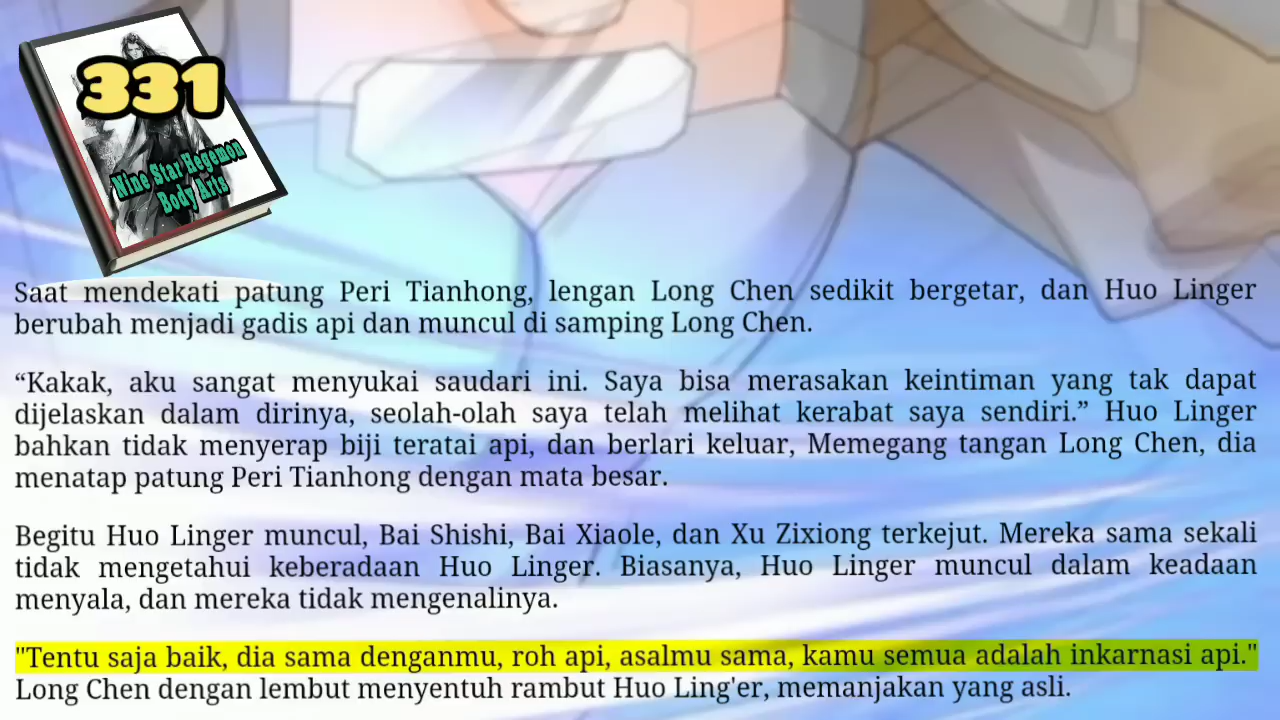 331
Nine Star Hegemon
Body Arts
Saat mendekati patung Peri Tianhong, lengan Long Chen sedikit bergetar, dan Huo Linger
berubah menjadi gadis api dan muncul di samping Long Chen.
“Kakak, aku sangat menyukai saudari ini. Saya bisa merasakan keintiman yang tak dapat
dijelaskan dalam dirinya, seolah-olah saya telah melihat kerabat saya sendiri.” Huo Linger
bahkan tidak menyerap biji teratai api, dan berlari keluar, Memegang tangan Long Chen, dia
menatap patung Peri Tianhong dengan mata besar.
Begitu Huo Linger muncul, Bai Shishi, Bai Xiaole, dan Xu Zixiong terkejut. Mereka sama sekali
tidak mengetahui keberadaan Huo Linger. Biasanya, Huo Linger muncul dalam keadaan
menyala, dan mereka tidak mengenalinya.
"Tentu saja baik, dia sama denganmu, roh api, asalmu sama, kamu semua adalah inkarnasi api."
Long Chen dengan lembut menyentuh rambut Huo Ling'er, memanjakan yang asli.